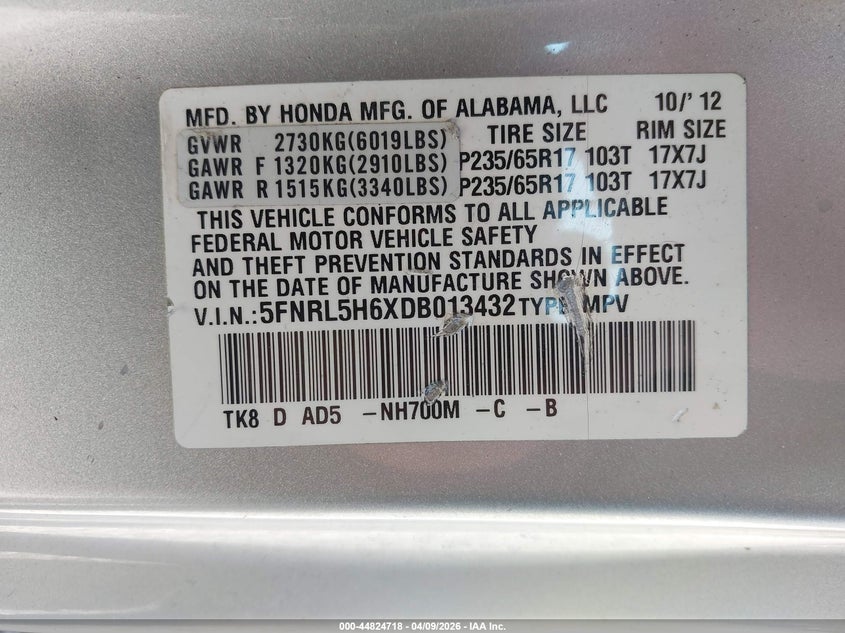 MFD. BY HONDA MFG. OF ALABAMA, LLC 10/'12
GVWR 2730KG(6019LBS) TIRE SIZE RIM SIZE
GAWR F 1320KG(2910LBS) P235/65R17 103T 17X7J
GAWR R 1515KG(3340LBS) P235/65R17 103T 17X7J
THIS VEHICLE CONFORMS TO ALL APPLICABLE
FEDERAL MOTOR VEHICLE SAFETY
AND THEFT PREVENTION STANDARDS IN EFFECT
ON THE DATE OF MANUFACTURE SHOWN ABOVE.
V.I.N.:5FNRL5H6XDB013432 TYPE: MPV
TK8 D AD5 -NH700M -C -B
000-44824718 - 04/09/2026 - IAA Inc.